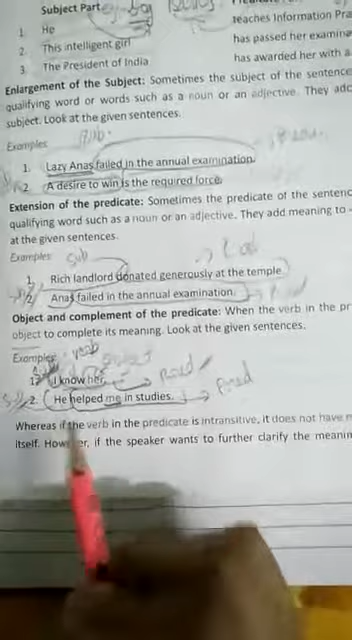 Subject Part
1. He
teaches Information Pra
2. This intelligent girl
has passed her examina
3. The President of India
has awarded her with a
Enlargement of the Subject: Sometimes the subject of the sentence
qualifying word or words such as a noun or an adjective. They add
subject. Look at the given sentences.
Examples
1. Lazy Anas failed in the annual examination.
2. A desire to win is the required force.
Extension of the predicate: Sometimes the predicate of the sentenc
qualifying word such as a noun or an adjective. They add meaning to
at the given sentences.
Examples
Sub
1. Rich landlord donated generously at the temple.
2. Anas failed in the annual examination.
Object and complement of the predicate: When the verb in the pr
object to complete its meaning. Look at the given sentences.
Examples
verb
1. I know her.
2. He helped me in studies.
Whereas if the verb in the predicate is intransitive, it does not have
itself. However, if the speaker wants to further clarify the meanin